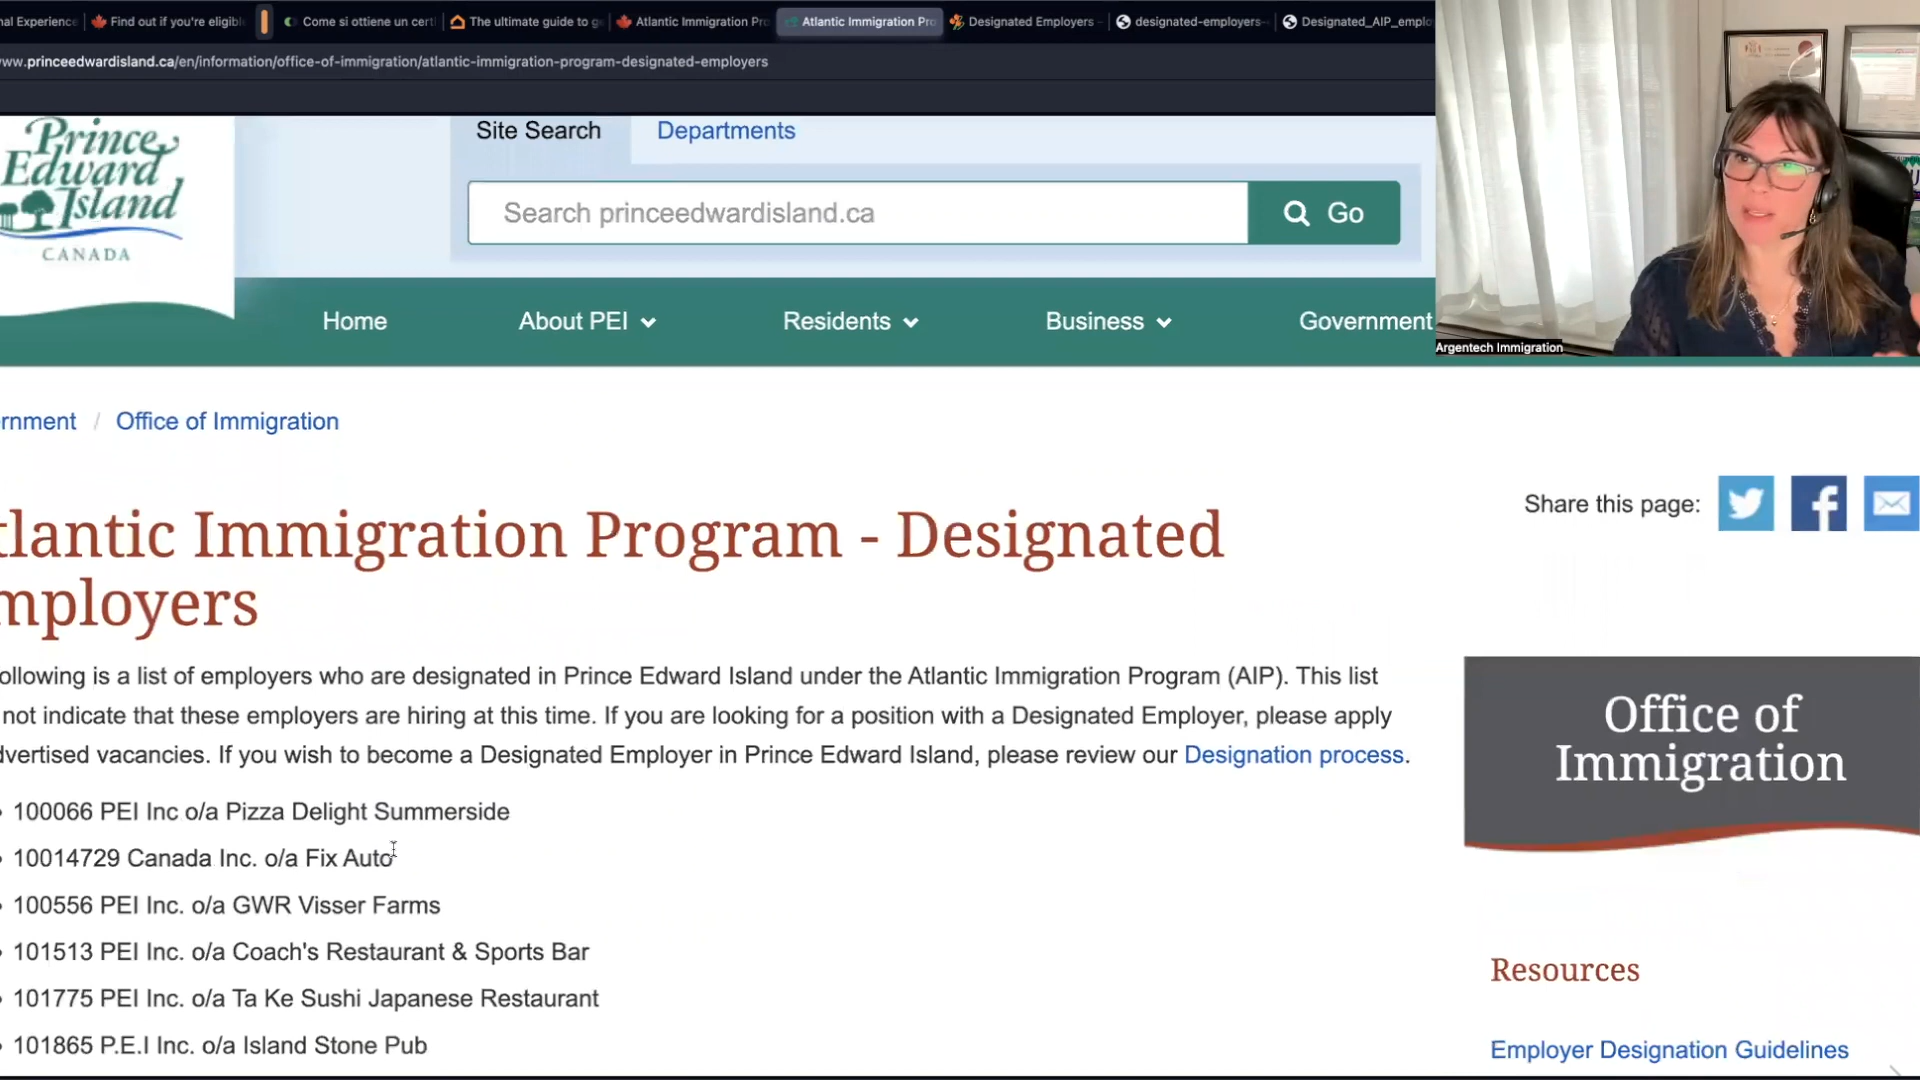 al Experience
Find out if you're eligibl
Come si ottiene un cert
The ultimate guide to g
Atlantic Immigration Pr
Atlantic Immigration Pro
Designated Employers -
designated-employers-
Designated_AIP_emplo
ww.princeedwardisland.ca/en/information/office-of-immigration/atlantic-immigration-program-designated-employers
Prince
Edward
Island
CANADA
Site Search
Departments
Search princeedwardisland.ca
Go
Home
About PEI
Residents
Business
Government
Argentech Immigration
rnment / Office of Immigration
Share this page:
tlantic Immigration Program - Designated
mployers
ollowing is a list of employers who are designated in Prince Edward Island under the Atlantic Immigration Program (AIP). This list
not indicate that these employers are hiring at this time. If you are looking for a position with a Designated Employer, please apply
dvertised vacancies. If you wish to become a Designated Employer in Prince Edward Island, please review our Designation process.
• 100066 PEI Inc o/a Pizza Delight Summerside
• 10014729 Canada Inc. o/a Fix Auto
• 100556 PEI Inc. o/a GWR Visser Farms
• 101513 PEI Inc. o/a Coach's Restaurant & Sports Bar
• 101775 PEI Inc. o/a Ta Ke Sushi Japanese Restaurant
• 101865 P.E.I Inc. o/a Island Stone Pub
Office of
Immigration
Resources
Employer Designation Guidelines